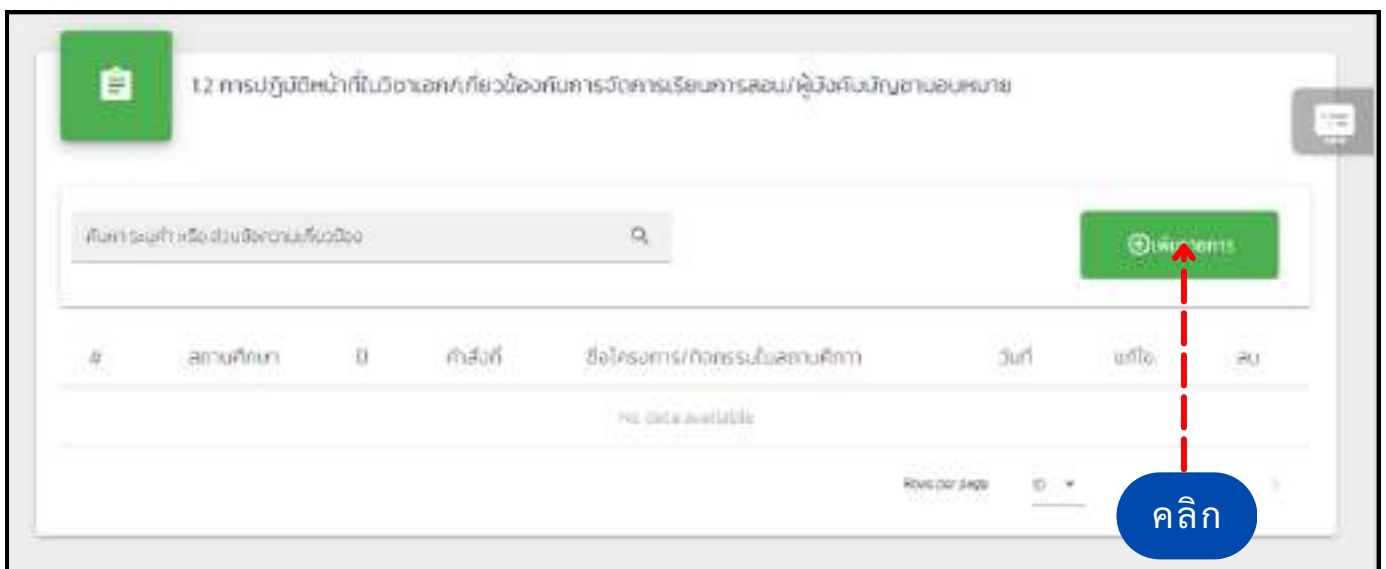 1.2 การปฏิบัติหน้าที่ในวิชาเอก/เกี่ยวข้องกับการจัดการเรียนการสอน/ผู้บังคับบัญชามอบหมาย
ค้นหา ระบุคำ หรือ ส่วนข้อความเกี่ยวข้อง
เพิ่มรายการ
# สถานศึกษา ปี คำสั่งที่ ชื่อโครงการ/กิจกรรมในสถานศึกษา วันที่ แก้ไข ลบ
No data available
Rows per page 10
คลิก